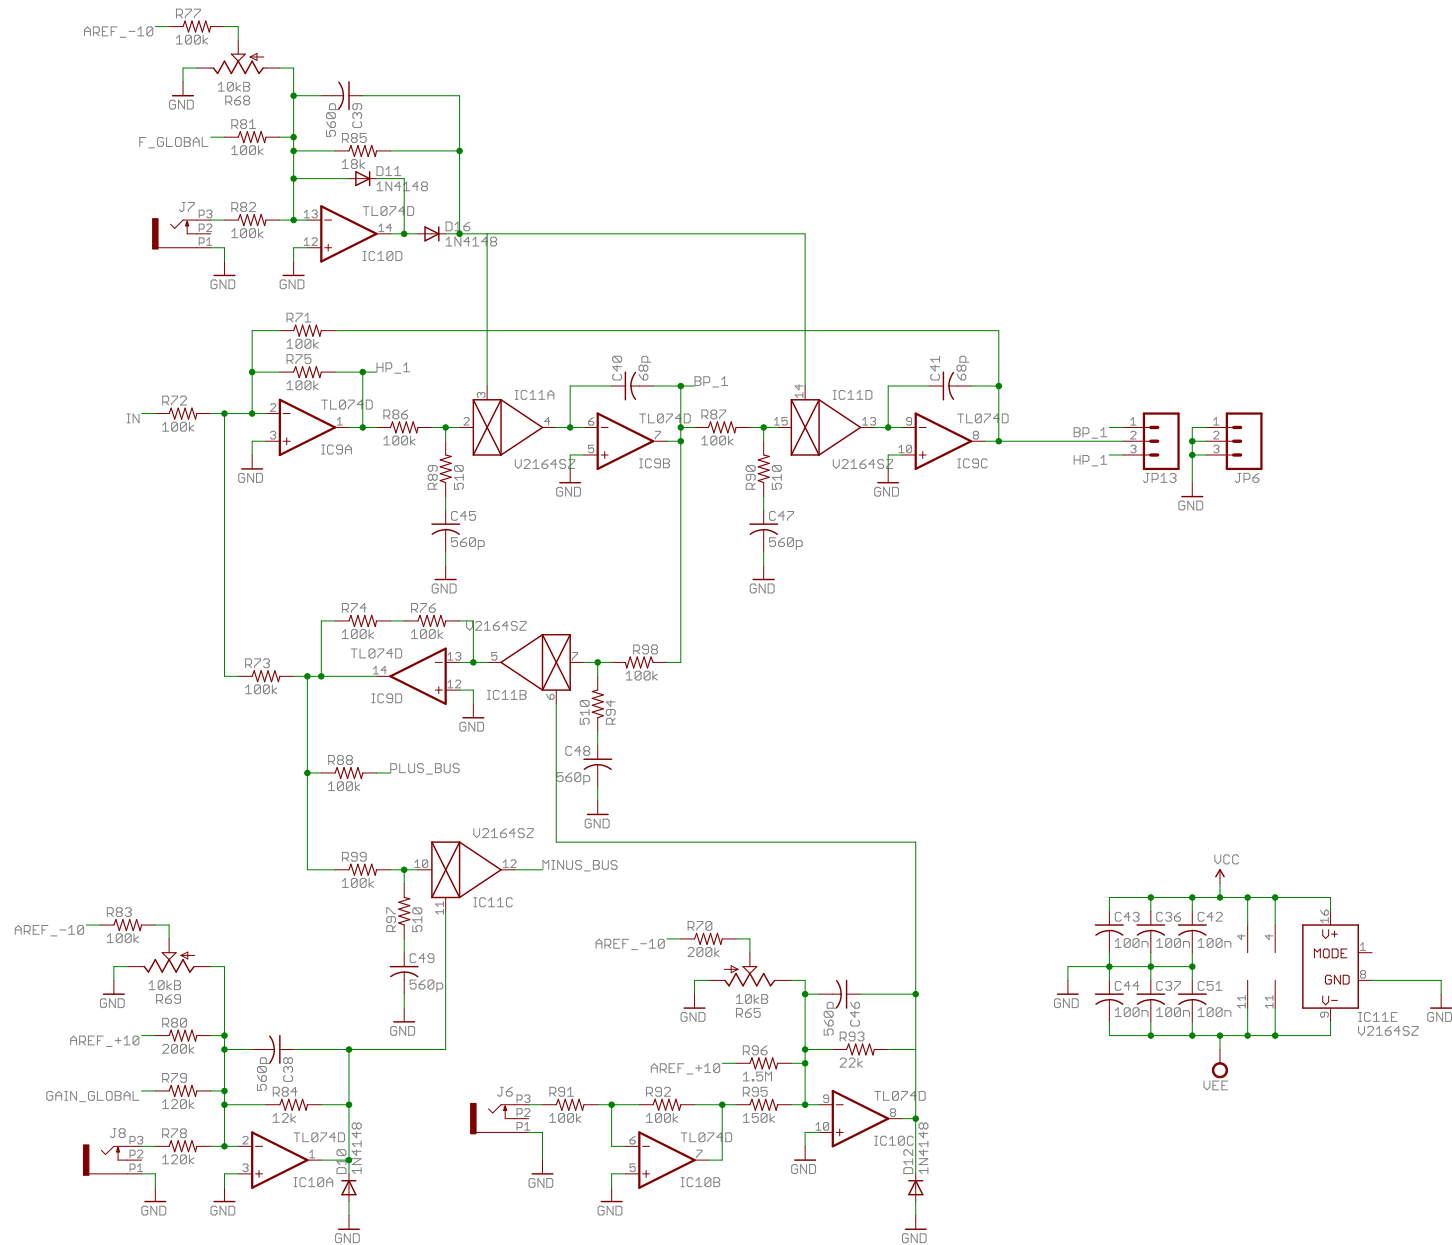 R77
AREF_-10
100k
10kB
R68
GND
560p
C39
R81
F_GLOBAL
100k
R85
18k
D11
1N4148
J7
P3
P2
P1
R82
100k
13
12
14
TL074D
IC10D
D16
1N4148
GND
GND
R71
100k
R75
100k
HP_1
R72
IN
100k
2
3
1
TL074D
IC9A
GND
R86
100k
R89
510
C45
560p
GND
3
2
4
IC11A
V2164SZ
C40
68p
BP_1
6
5
7
TL074D
IC9B
GND
R87
100k
R90
510
C47
560p
GND
14
15
13
IC11D
V2164SZ
C41
68p
9
10
8
TL074D
IC9C
GND
BP_1
HP_1
1
2
3
JP13
1
2
3
JP6
GND
R74
100k
R76
100k
V2164SZ
TL074D
13
12
14
IC9D
GND
R73
100k
5
7
6
IC11B
R98
100k
510
R94
C48
560p
GND
R88
100k
PLUS_BUS
V2164SZ
R99
100k
10
12
11
MINUS_BUS
IC11C
R97
510
C49
560p
GND
R83
AREF_-10
100k
10kB
R69
GND
R80
AREF_+10
200k
560p
C38
R79
GAIN_GLOBAL
120k
R84
12k
J8
P3
P2
P1
R78
120k
2
3
1
TL074D
IC10A
D10
1N4148
GND
GND
GND
R70
AREF_-10
200k
10kB
R65
GND
560p
C46
R93
22k
R96
AREF_+10
1.5M
J6
P3
P2
P1
R91
100k
R92
100k
R95
150k
6
5
7
TL074D
IC10B
GND
GND
9
10
8
TL074D
IC10C
GND
D12
1N4148
GND
VCC
C43
100n
C36
100n
C42
100n
4
4
16
V+
MODE
1
GND
8
V-
9
GND
C44
100n
C37
100n
C51
100n
11
11
IC11E
V2164SZ
GND
VEE